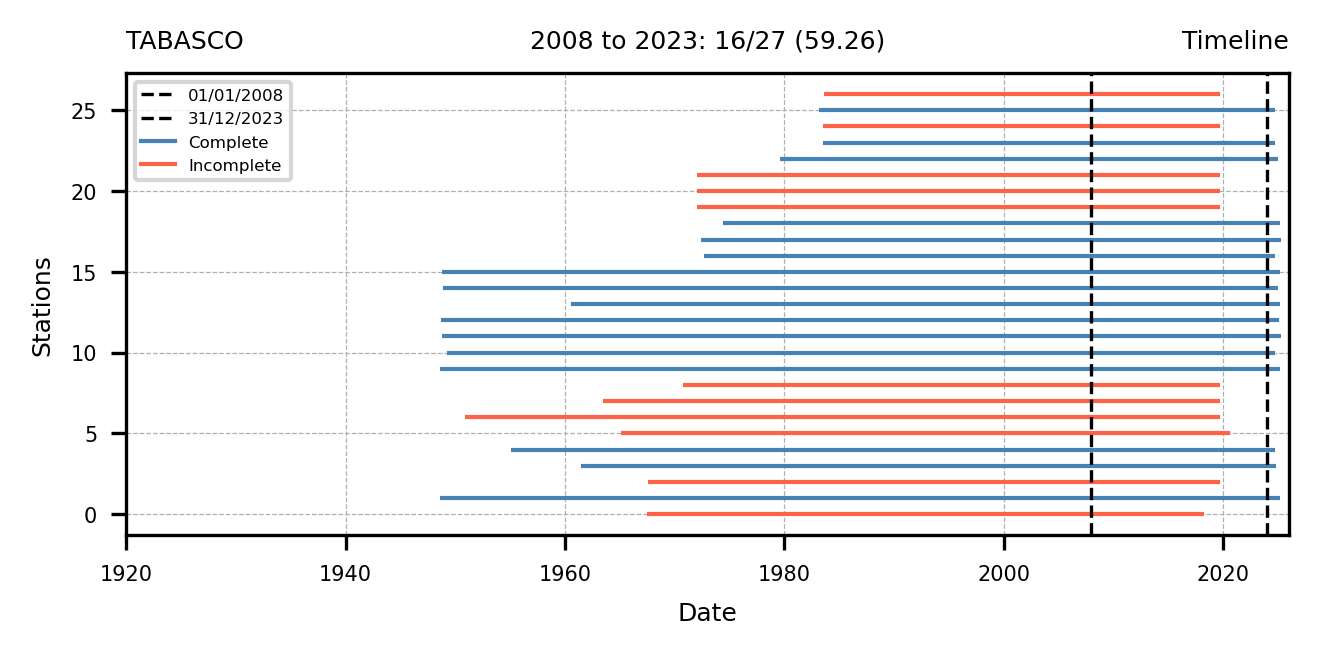 TABASCO
2008 to 2023: 16/27 (59.26)
Timeline
01/01/2008
31/12/2023
Complete
Incomplete
Stations
25
20
15
10
5
0
1920
1940
1960
1980
2000
2020
Date